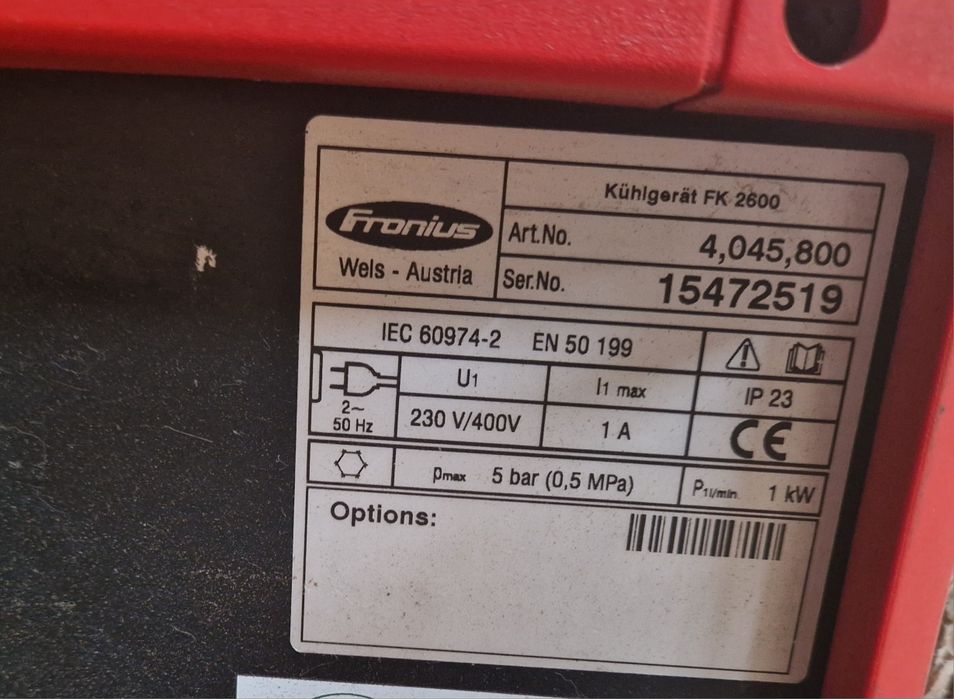 Fronius
Wels - Austria
Kühlgerät FK 2600
Art.No. 4,045,800
Ser.No. 15472519
IEC 60974-2 EN 50 199
2~
50 Hz
U1
I1 max
IP 23
230 V/400V
1 A
CE
pmax 5 bar (0,5 MPa)
P1l/min. 1 kW
Options: